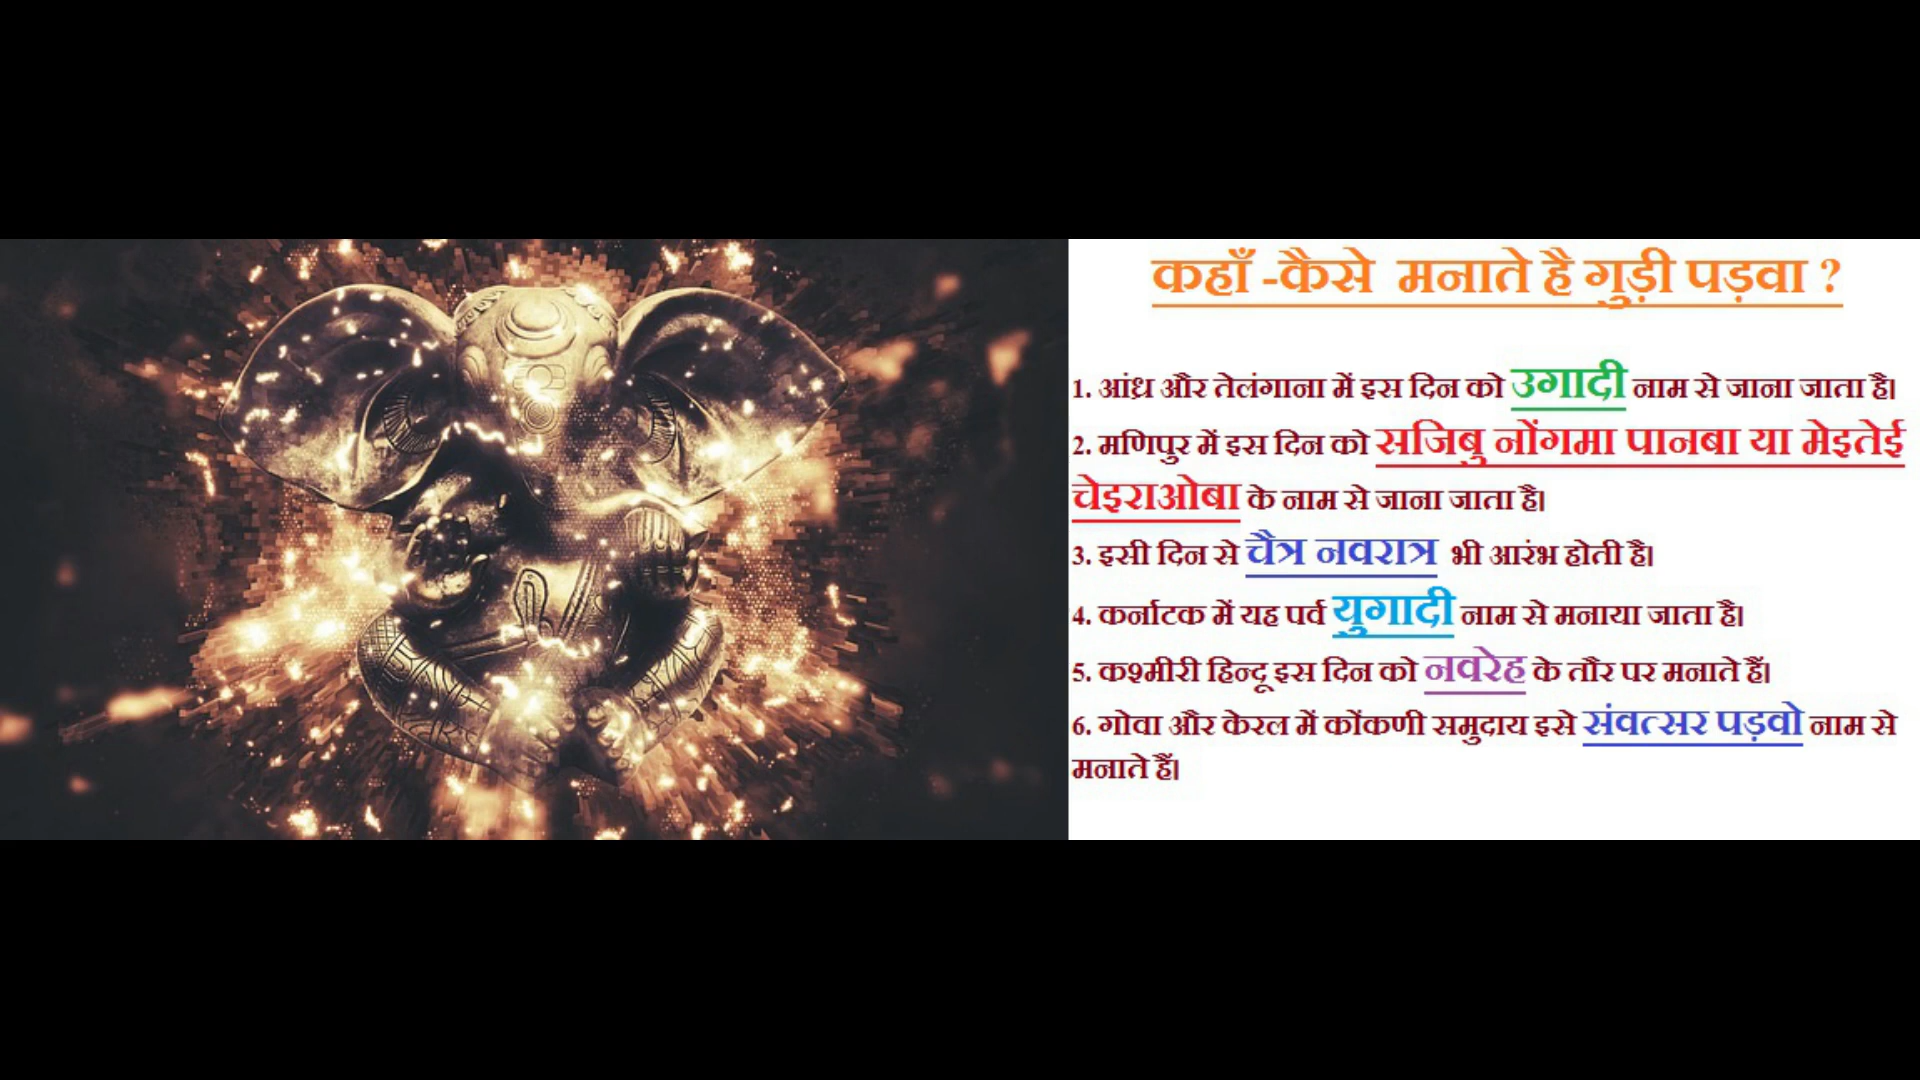 कहाँ -कैसे मनाते है गुड़ी पड़वा ?
1. आंध्र और तेलंगाना में इस दिन को उगादी नाम से जाना जाता है।
2. मणिपुर में इस दिन को सजिबु नोंगमा पानबा या मेइतेई
चेइराओबा के नाम से जाना जाता है।
3. इसी दिन से चैत्र नवरात्र भी आरंभ होती है।
4. कर्नाटक में यह पर्व युगादी नाम से मनाया जाता है।
5. कश्मीरी हिन्दू इस दिन को नवरेह के तौर पर मनाते हैं।
6. गोवा और केरल में कोंकणी समुदाय इसे संवत्सर पड़वो नाम से
मनाते हैं।